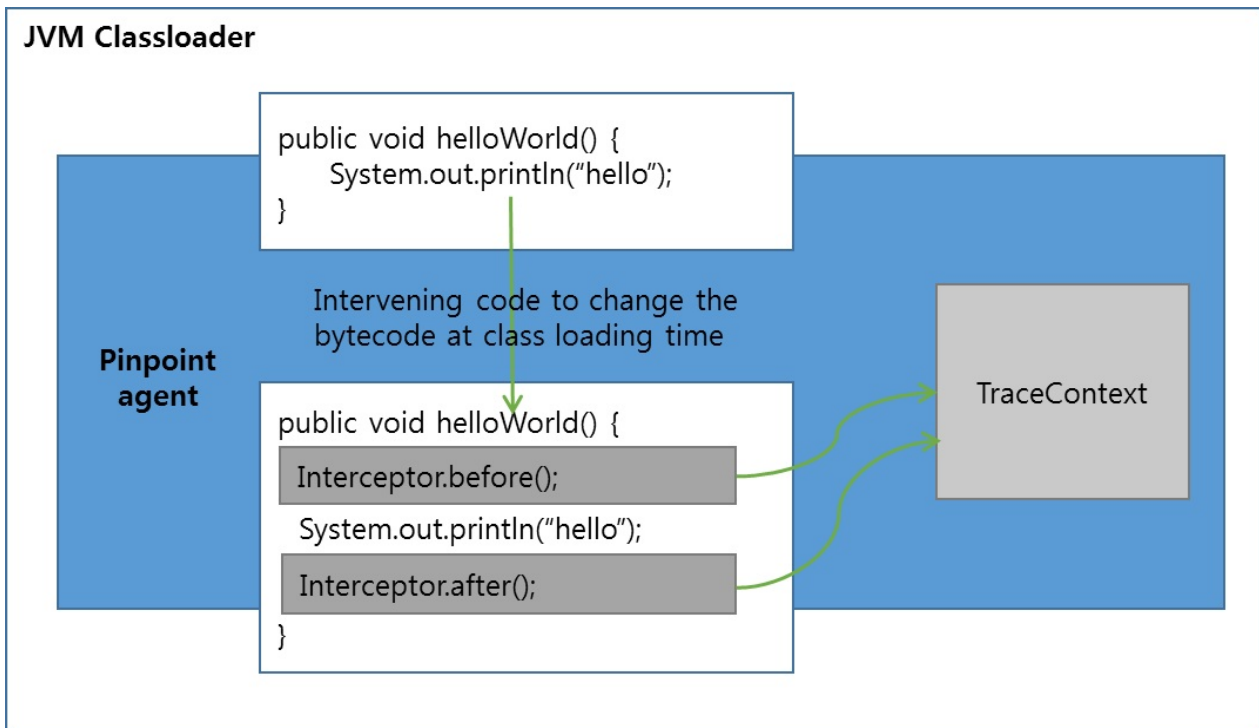 JVM Classloader
public void helloWorld() {
System.out.println(“hello”);
}
Intervening code to change the
bytecode at class loading time
Pinpoint
agent
public void helloWorld() {
Interceptor.before();
System.out.println(“hello”);
Interceptor.after();
}
TraceContext